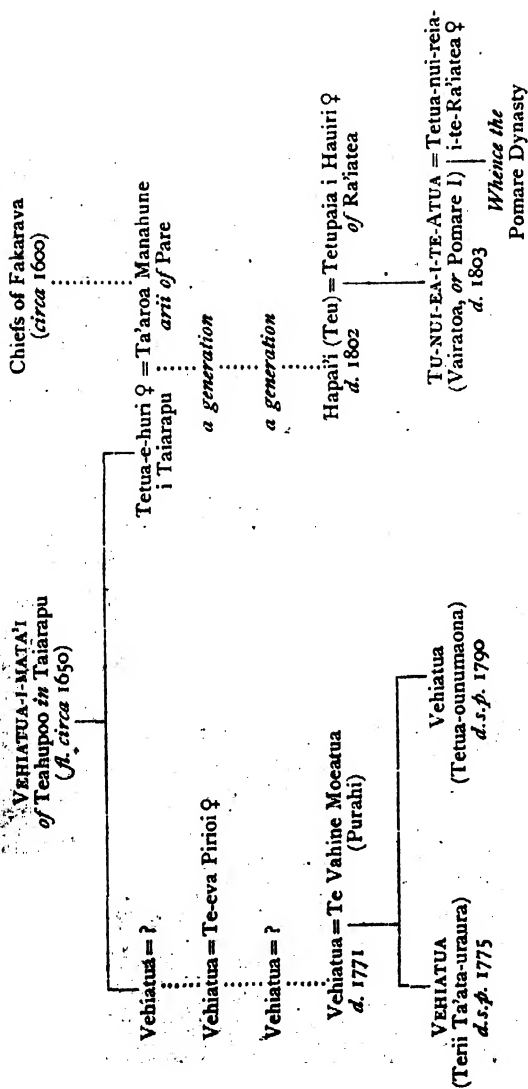 VEHIATUA-I-MATA'I
of Teahupoo in Taiarapu
(fl. circa 1650)
Chiefs of Fakarava
(circa 1600)
Vehiatua = ?
Tetua-e-huri ♀ = Ta'aroa Manahune
i Taiarapu
arii of Pare
Vehiatua = Te-eva Pirioi ♀
a generation
Vehiatua = ?
a generation
Vehiatua = Te Vahine Moeatua
d. 1771
(Purahi)
Hapai'i (Teu) = Tetupaia i Hauiri ♀
d. 1802
of Ra'iatea
VEHIATUA
(Terii Ta'ata-uraura)
d.s.p. 1775
Vehiatua
(Tetua-ounumaona)
d.s.p. 1790
TU-NUI-EA-I-TE-ATUA = Tetua-nui-reia-
(Vairatoa, or Pomare I)
i-te-Ra'iatea ♀
d. 1803
Whence the
Pomare Dynasty